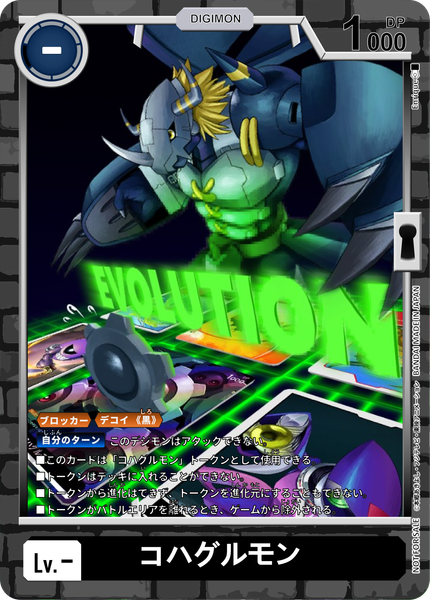 DIGIMON
-
DP
1000
Enrique
EVOLUTION
ブロッカー デコイ《黒》
自分のターン このデジモンはアタックできない。
■このカードは「コハグルモン」トークンとして使用できる
■トークンはデッキに入れることができない。
■トークンから進化はできず、トークンを進化元にすることもできない
■トークンがバトルエリアを離れるとき、ゲームから除外される
NOT FOR SALE
BANDAI MADE IN JAPAN
Lv.-
コハグルモン